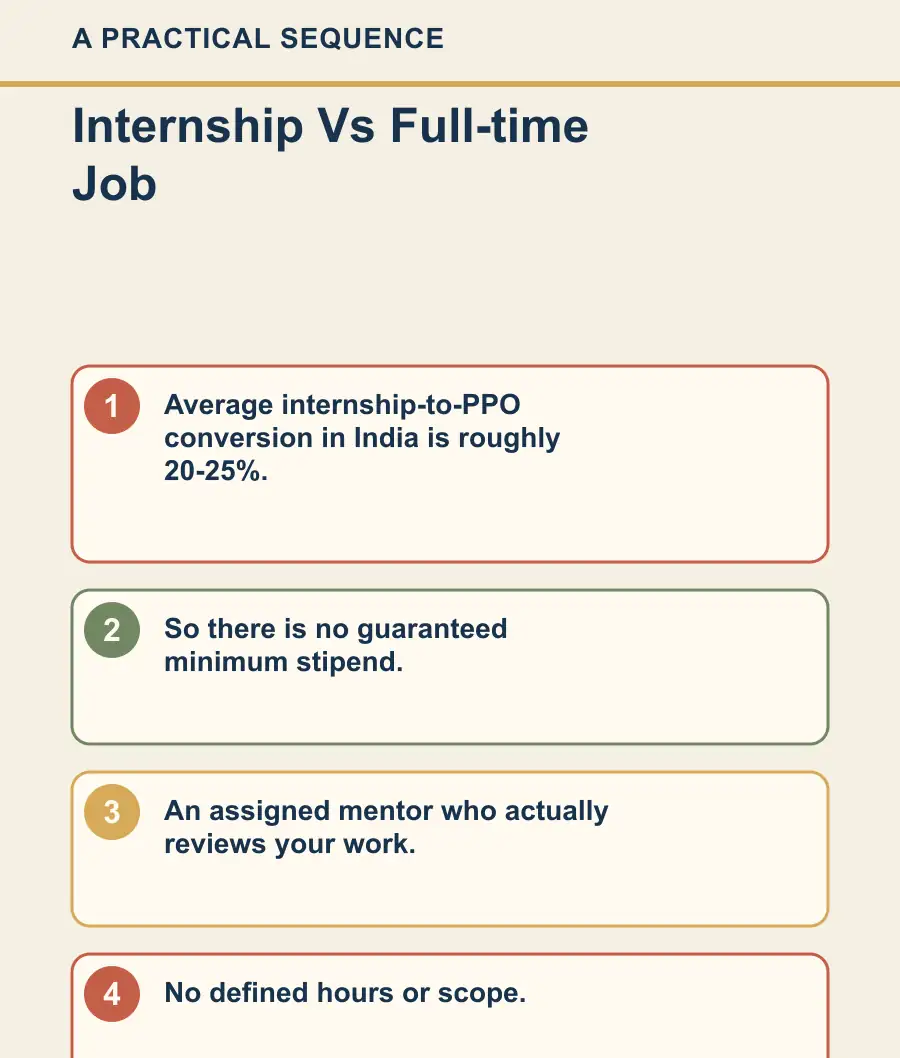 A PRACTICAL SEQUENCE
Internship Vs Full-time
Job
1
Average internship-to-PPO
conversion in India is roughly
20-25%.
2
So there is no guaranteed
minimum stipend.
3
An assigned mentor who actually
reviews your work.
4
No defined hours or scope.